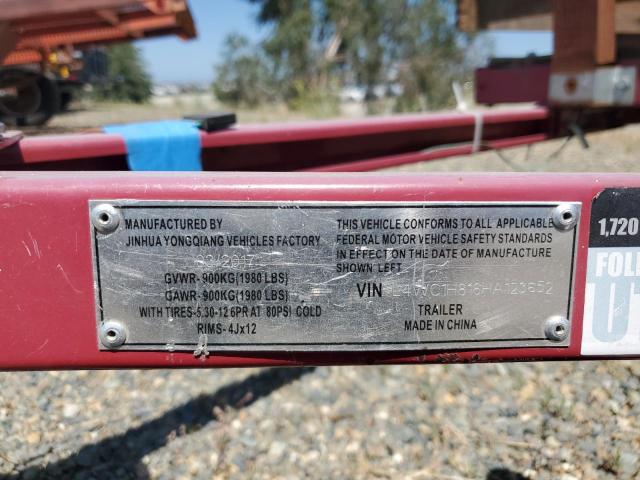 MANUFACTURED BY
JINHUA YONGQIANG VEHICLES FACTORY
/2017
GVWR- 900KG(1980 LBS)
GAWR- 900KG(1980 LBS)
WITH TIRES-5.30-12 6PR AT 80PSI COLD
RIMS- 4Jx12
THIS VEHICLE CONFORMS TO ALL APPLICABLE
FEDERAL MOTOR VEHICLE SAFETY STANDARDS
IN EFFECT ON THE DATE OF MANUFACTURE
SHOWN LEFT
VIN
TRAILER
MADE IN CHINA
1,720